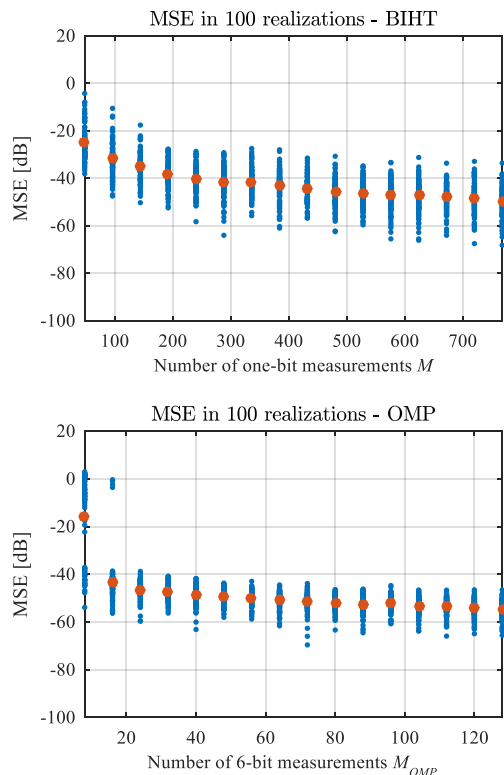 MSE in 100 realizations - BIHT
20
0
-20
-40
-60
-80
-100
MSE [dB]
100 200 300 400 500 600 700
Number of one-bit measurements M
MSE in 100 realizations - OMP
20
0
-20
-40
-60
-80
-100
MSE [dB]
20 40 60 80 100 120
Number of 6-bit measurements M_OMP